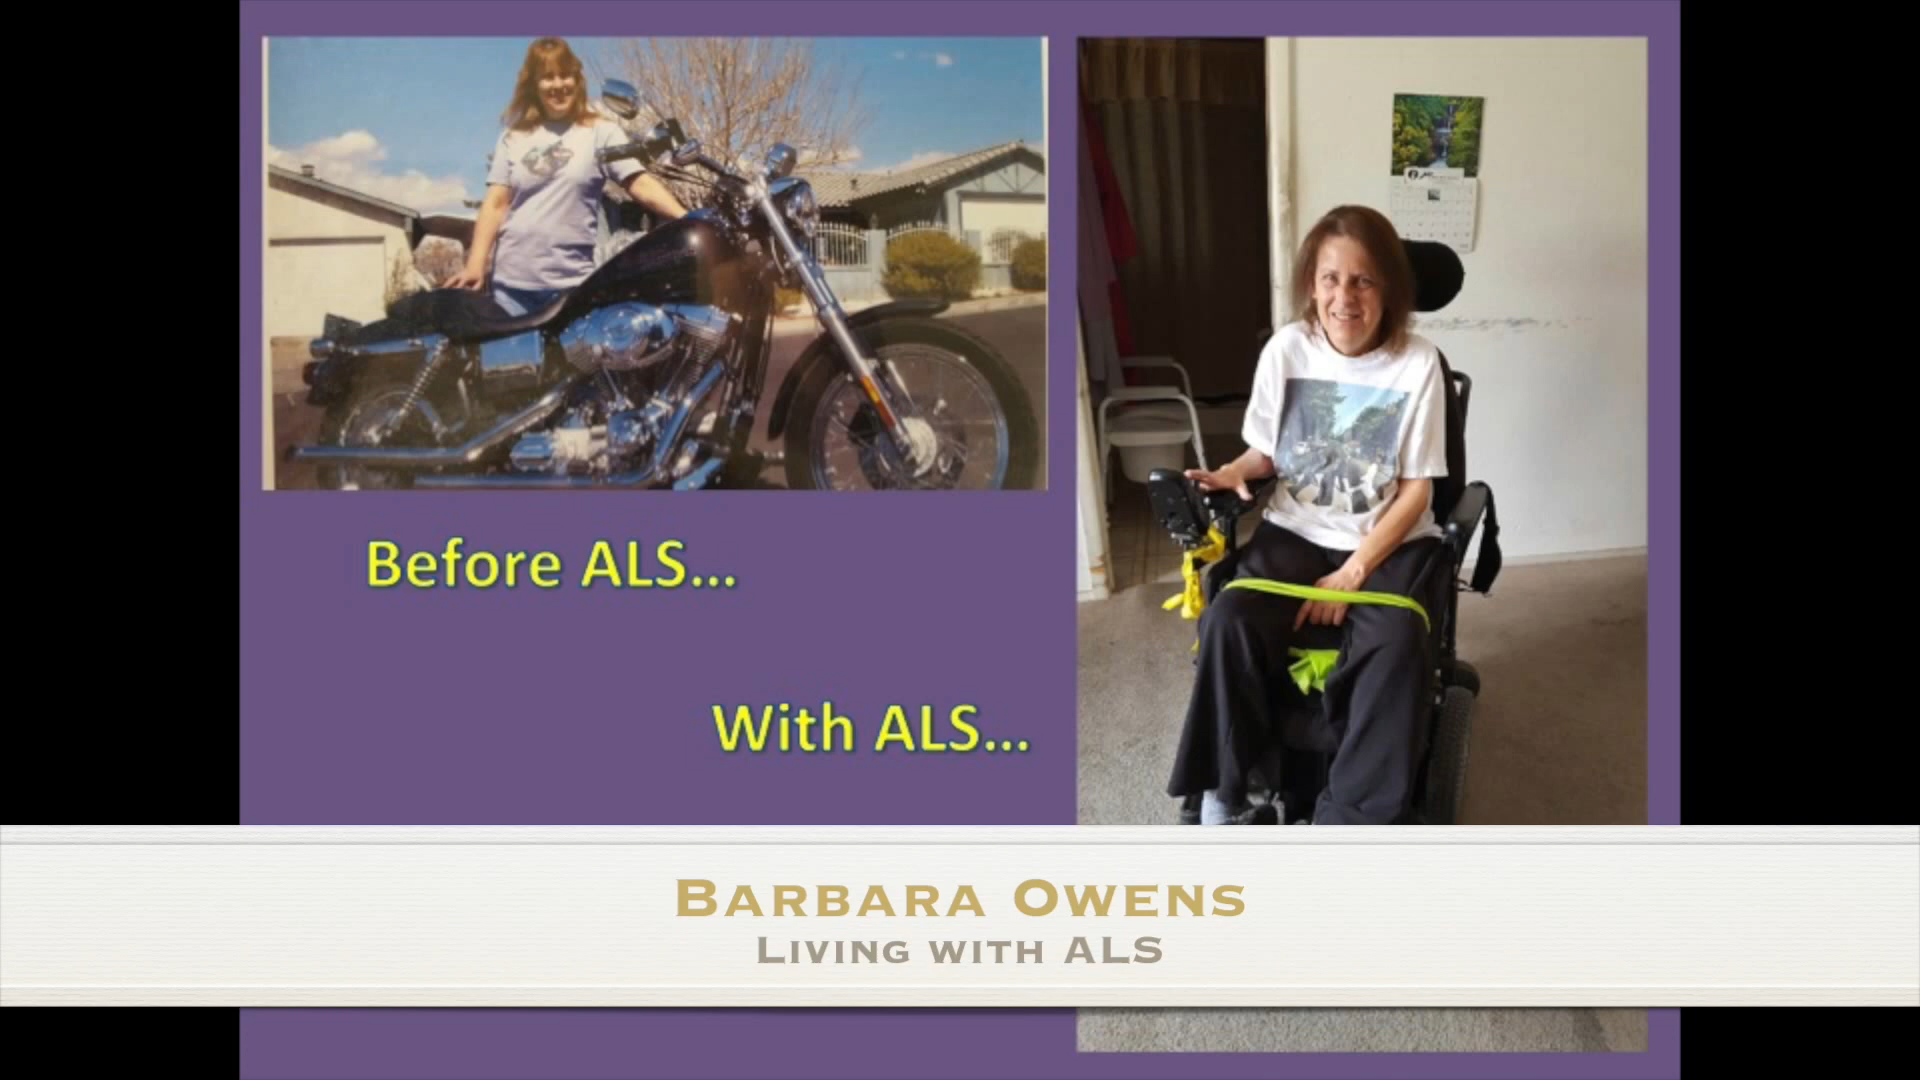 Before ALS...
With ALS...
Barbara Owens
Living with ALS